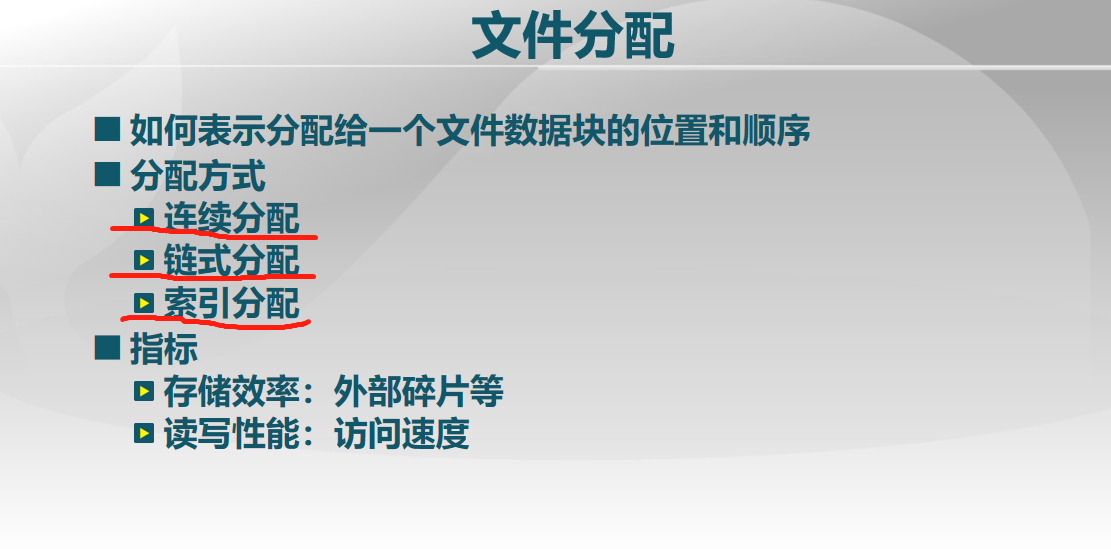 文件分配
如何表示分配给一个文件数据块的位置和顺序
分配方式
连续分配
链式分配
索引分配
指标
存储效率：外部碎片等
读写性能：访问速度